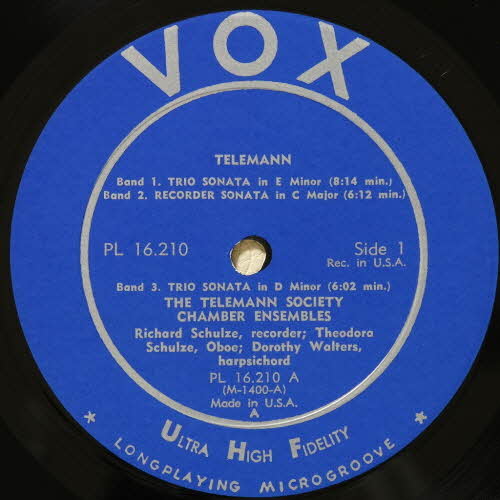 VOX
TELEMANN
Band 1. TRIO SONATA in E Minor (8:14 min.)
Band 2. RECORDER SONATA in C Major (6:12 min.)
PL 16.210
Side 1
Rec. in U.S.A.
Band 3. TRIO SONATA in D Minor (6:02 min.)
THE TELEMANN SOCIETY
CHAMBER ENSEMBLES
Richard Schulze, recorder; Theodora
Schulze, Oboe; Dorothy Walters,
harpsichord
PL 16.210 A
(M-1400-A)
Made in U.S.A.
A
* ULTRA HIGH FIDELITY *
LONGPLAYING MICROGROOVE